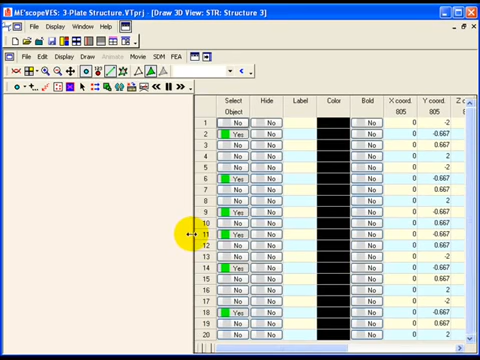 ME'scopeVES: 3-Plate Structure.VTprj - [Draw 3D View: STR: Structure 3]
File Display Window Help
File Edit Display Draw Animate Movie SDM FEA
Select Object Hide Label Color Bold X coord. 805 Y coord. 805 Z c 805
1 No No No 0 -2
2 Yes No No 0 -0.667
3 No No No 0 0.667
4 No No No 0 2
5 No No No 0 -2
6 Yes No No 0 -0.667
7 No No No 0 0.667
8 No No No 0 2
9 Yes No No 0 -0.667
10 No No No 0 0.667
11 Yes No No 0 -0.667
12 No No No 0 0.667
13 No No No 0 -2
14 Yes No No 0 -0.667
15 No No No 0 0.667
16 No No No 0 2
17 No No No 0 -2
18 Yes No No 0 -0.667
19 No No No 0 0.667
20 No No No 0 2